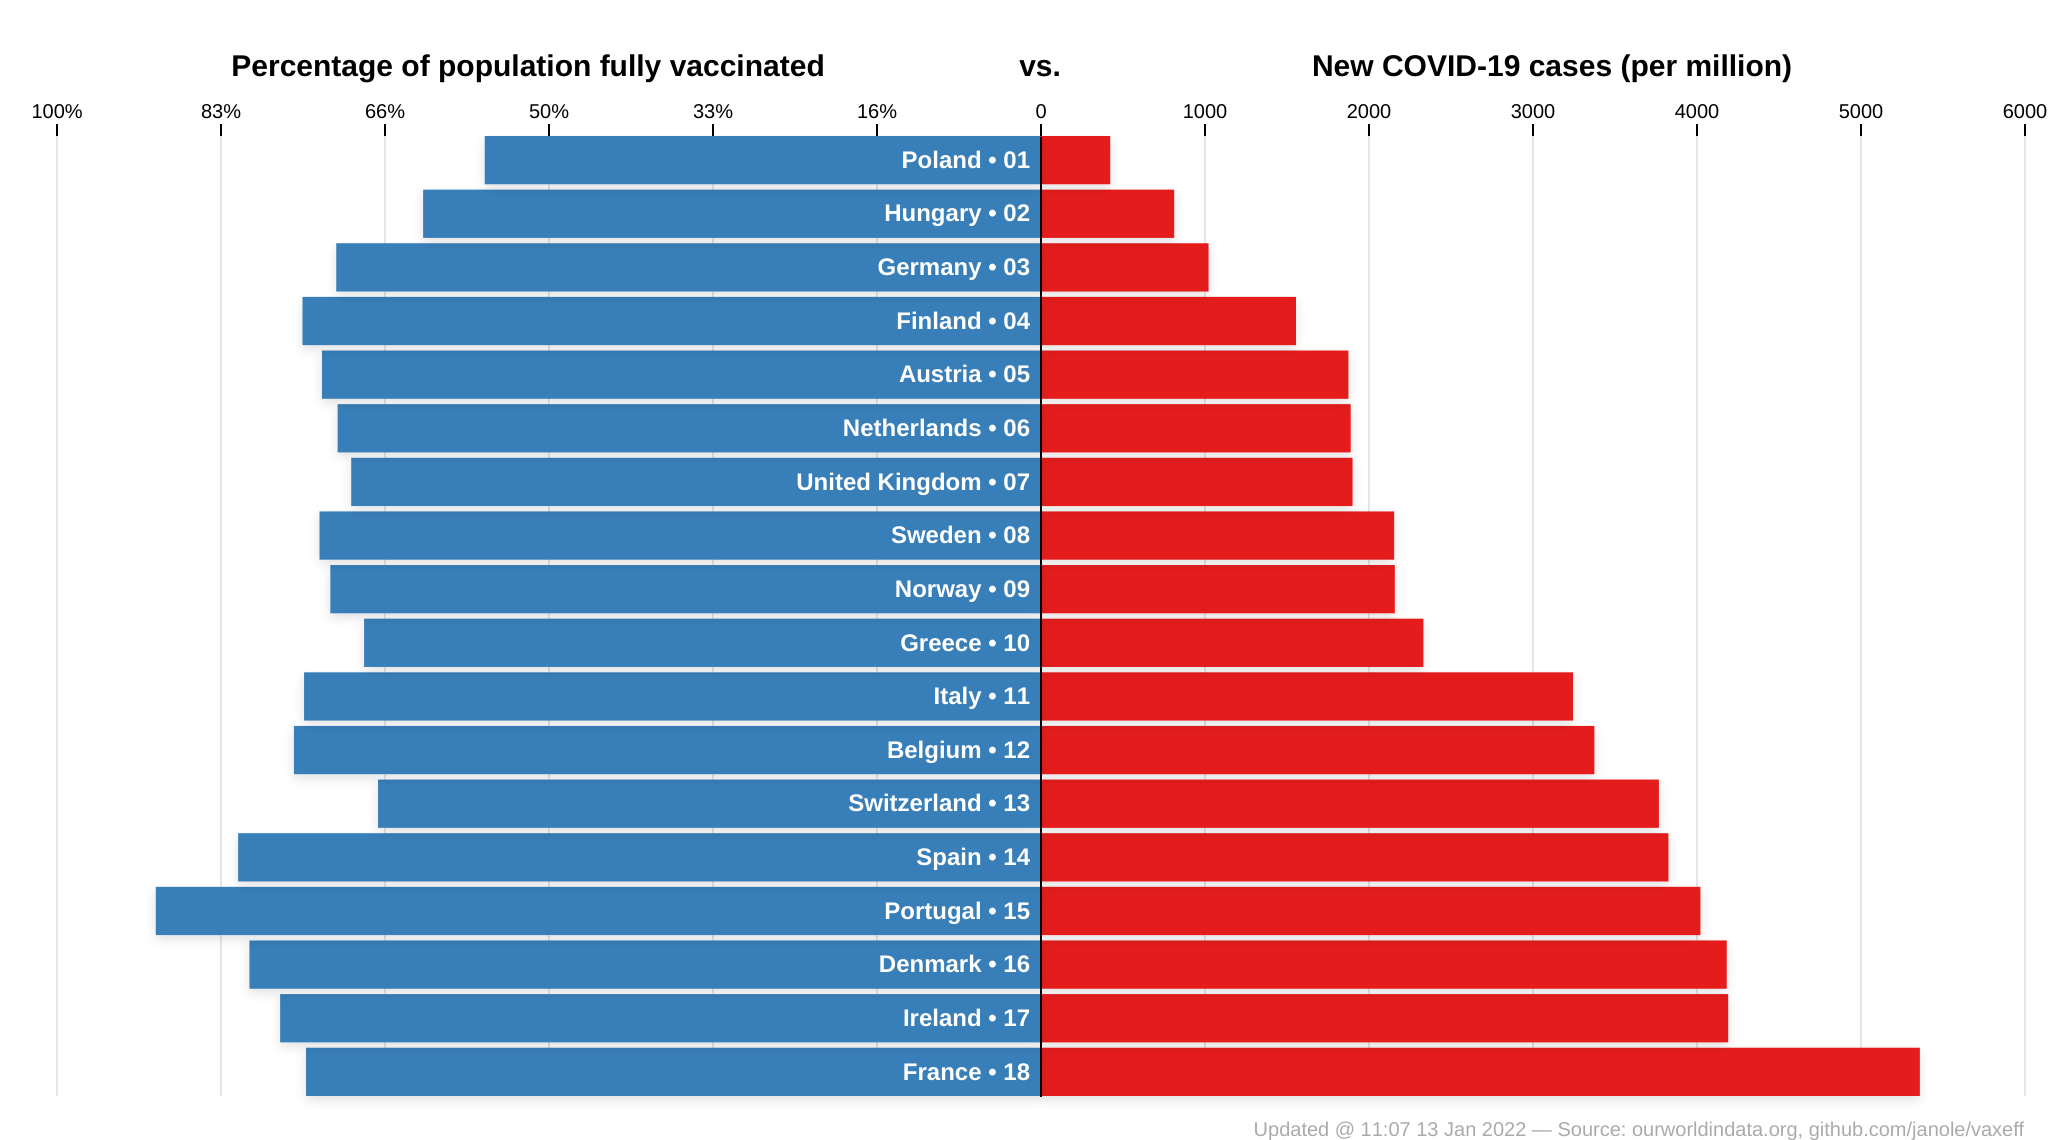 Percentage of population fully vaccinated vs. New COVID-19 cases (per million)
100% 83% 66% 50% 33% 16% 0 1000 2000 3000 4000 5000 6000
Poland • 01
Hungary • 02
Germany • 03
Finland • 04
Austria • 05
Netherlands • 06
United Kingdom • 07
Sweden • 08
Norway • 09
Greece • 10
Italy • 11
Belgium • 12
Switzerland • 13
Spain • 14
Portugal • 15
Denmark • 16
Ireland • 17
France • 18
Updated @ 11:07 13 Jan 2022 — Source: ourworldindata.org, github.com/janole/vaxeff